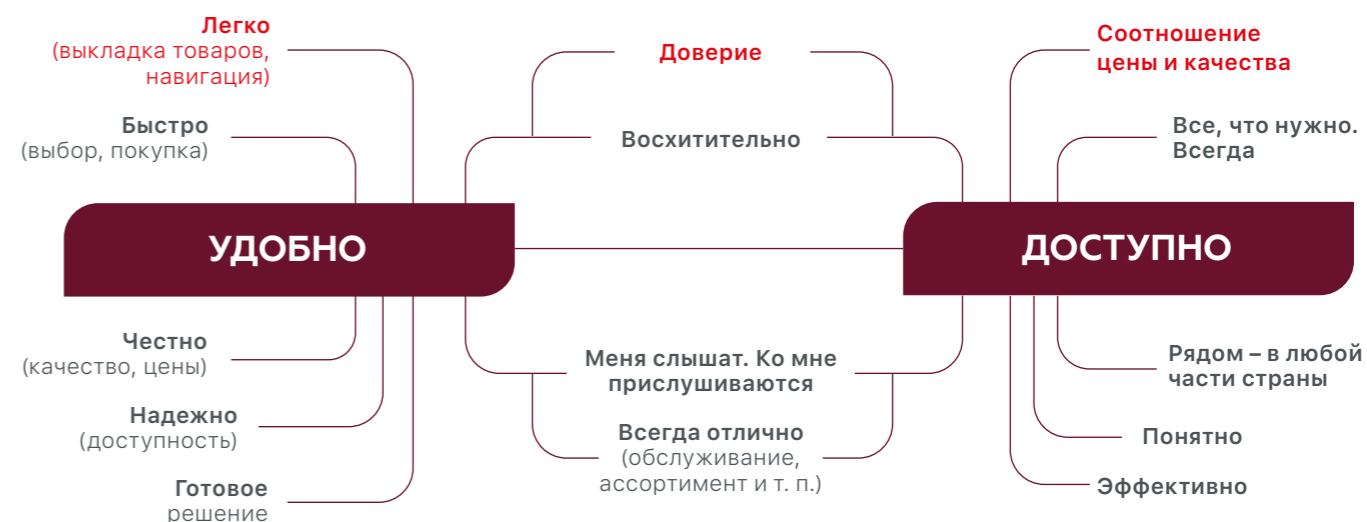 Легко
(выкладка товаров,
навигация)
Быстро
(выбор, покупка)
УДОБНО
Честно
(качество, цены)
Надежно
(доступность)
Готовое
решение
Доверие
Восхитительно
Меня слышат. Ко мне
прислушиваются
Всегда отлично
(обслуживание,
ассортимент и т. п.)
Соотношение
цены и качества
Все, что нужно.
Всегда
ДОСТУПНО
Рядом – в любой
части страны
Понятно
Эффективно